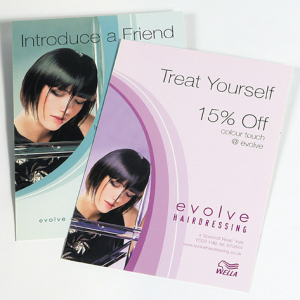 Introduce a Friend
evolve
Treat Yourself
15% Off
colour touch
@ evolve
evolve
HAIRDRESSING
WELLA